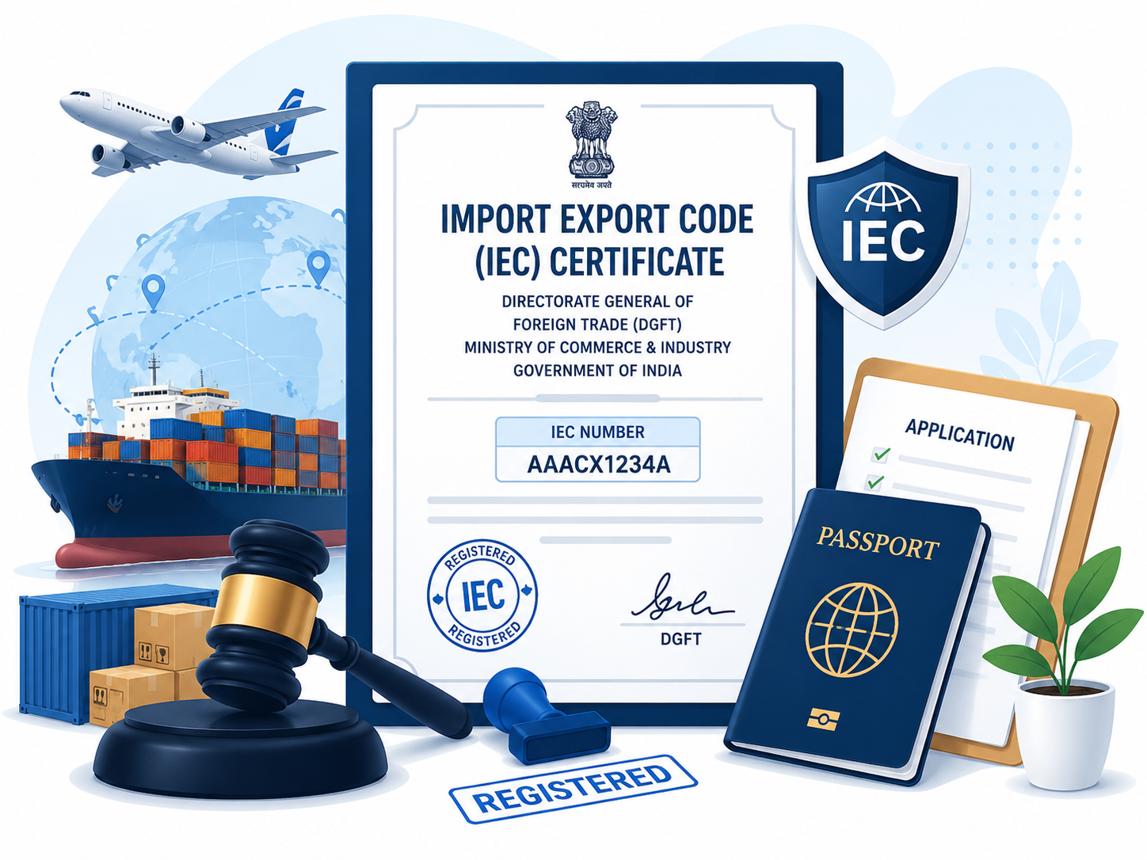 सत्यमेव जयते
IMPORT EXPORT CODE
(IEC) CERTIFICATE
DIRECTORATE GENERAL OF
FOREIGN TRADE (DGFT)
MINISTRY OF COMMERCE & INDUSTRY
GOVERNMENT OF INDIA
IEC NUMBER
AAACX1234A
REGISTERED
IEC
REGISTERED
DGFT
IEC
APPLICATION
PASSPORT
REGISTERED